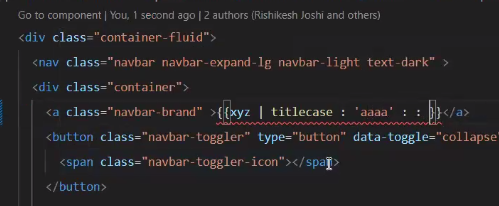 Go to component | You, 1 second ago | 2 authors (Rishikesh Joshi and others)
<div class="container-fluid">
<nav class="navbar navbar-expand-lg navbar-light text-dark" >
<div class="container">
<a class="navbar-brand" >{{xyz | titlecase : 'aaaa' : : }}</a>
<button class="navbar-toggler" type="button" data-toggle="collapse"
<span class="navbar-toggler-icon"></span>
</button>